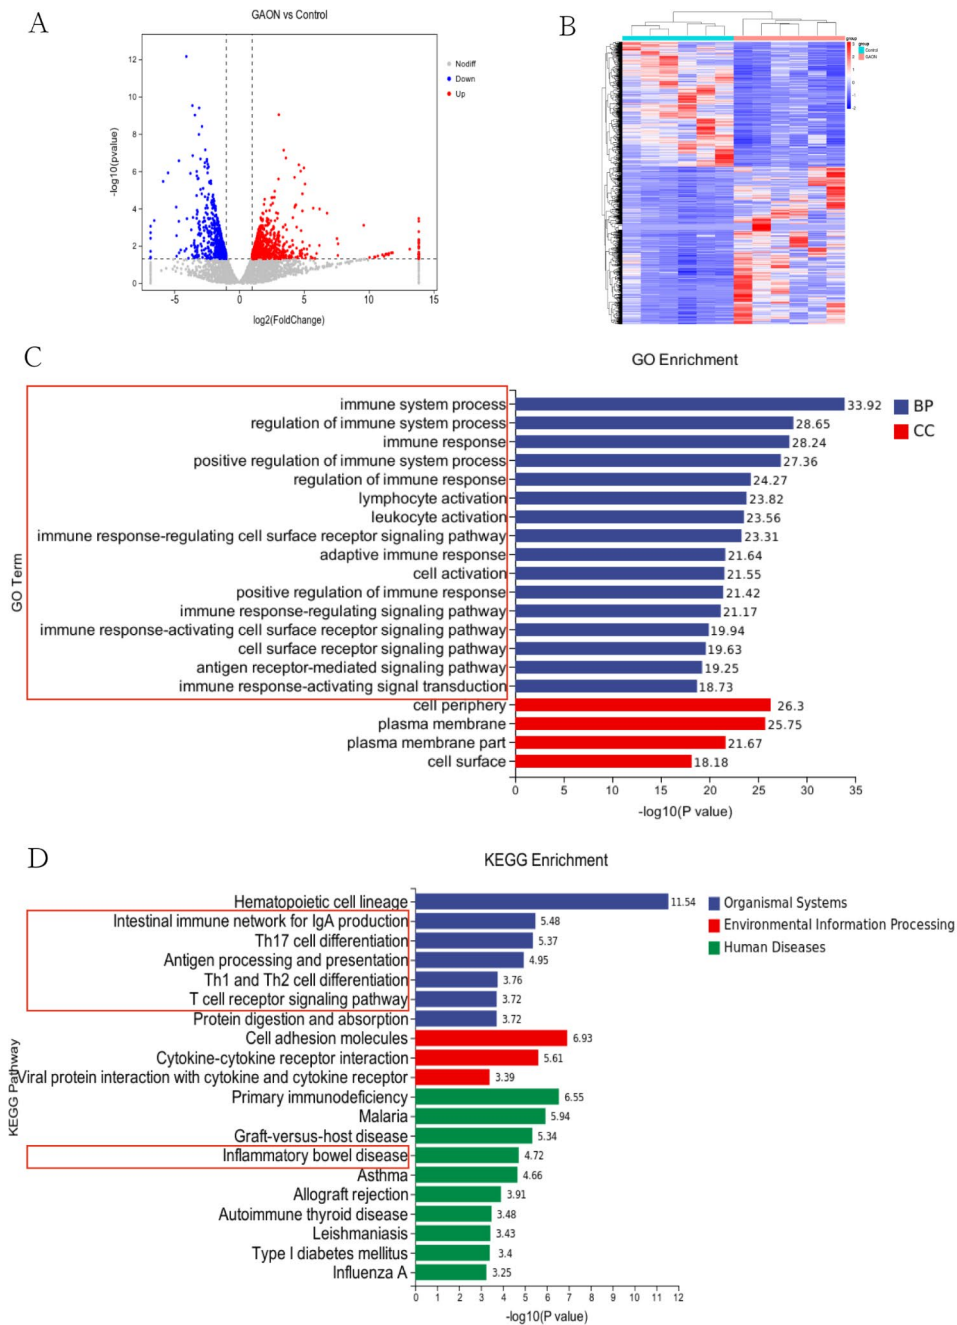 A
GAON vs Control
-log10(pvalue)
12
10
8
6
4
2
0
-5
0
5
10
15
log2(FoldChange)
Nodiff
Down
Up
B
group
3
2
1
0
-1
-2
group
Control
GAON
C
GO Enrichment
GO Term
immune system process 33.92
regulation of immune system process 28.65
immune response 28.24
positive regulation of immune system process 27.36
regulation of immune response 24.27
lymphocyte activation 23.82
leukocyte activation 23.56
immune response-regulating cell surface receptor signaling pathway 23.31
adaptive immune response 21.64
cell activation 21.55
positive regulation of immune response 21.42
immune response-regulating signaling pathway 21.17
immune response-activating cell surface receptor signaling pathway 19.94
cell surface receptor signaling pathway 19.63
antigen receptor-mediated signaling pathway 19.25
immune response-activating signal transduction 18.73
cell periphery 26.3
plasma membrane 25.75
plasma membrane part 21.67
cell surface 18.18
0 5 10 15 20 25 30 35
-log10(P value)
BP
CC
D
KEGG Enrichment
KEGG Pathway
Hematopoietic cell lineage 11.54
Intestinal immune network for IgA production 5.48
Th17 cell differentiation 5.37
Antigen processing and presentation 4.95
Th1 and Th2 cell differentiation 3.76
T cell receptor signaling pathway 3.72
Protein digestion and absorption 3.72
Cell adhesion molecules 6.93
Cytokine-cytokine receptor interaction 5.61
Viral protein interaction with cytokine and cytokine receptor 3.39
Primary immunodeficiency 6.55
Malaria 5.94
Graft-versus-host disease 5.34
Inflammatory bowel disease 4.72
Asthma 4.66
Allograft rejection 3.91
Autoimmune thyroid disease 3.48
Leishmaniasis 3.43
Type I diabetes mellitus 3.4
Influenza A 3.25
0 1 2 3 4 5 6 7 8 9 10 11 12
-log10(P value)
Organismal Systems
Environmental Information Processing
Human Diseases